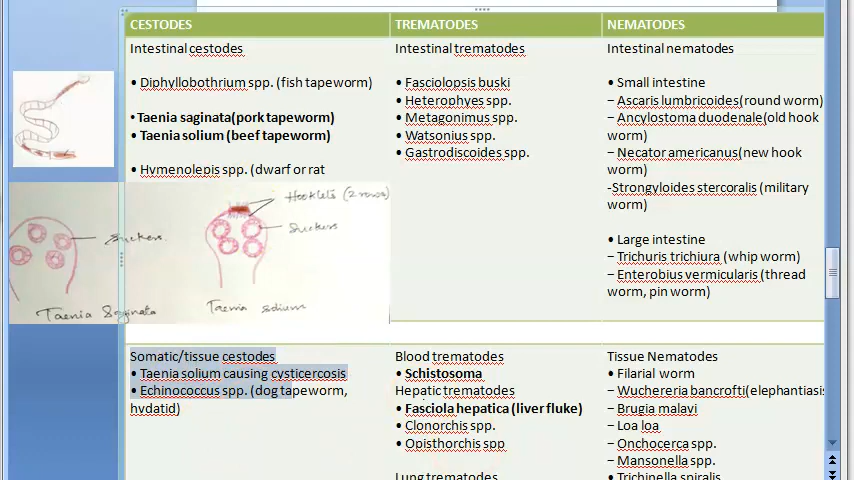 CESTODES
Intestinal cestodes
• Diphyllobothrium spp. (fish tapeworm)
• Taenia saginata(pork tapeworm)
• Taenia solium (beef tapeworm)
• Hymenolepis spp. (dwarf or rat
Hooklets (2 rows)
Suckers
Suckers
Taenia Saginata
Taenia solium
Somatic/tissue cestodes
• Taenia solium causing cysticercosis
• Echinococcus spp. (dog tapeworm,
hydatid)
TREMATODES
Intestinal trematodes
• Fasciolopsis buski
• Heterophyes spp.
• Metagonimus spp.
• Watsonius spp.
• Gastrodiscoides spp.
Blood trematodes
• Schistosoma
Hepatic trematodes
• Fasciola hepatica (liver fluke)
• Clonorchis spp.
• Opisthorchis spp
Lung trematodes
NEMATODES
Intestinal nematodes
• Small intestine
– Ascaris lumbricoides(round worm)
– Ancylostoma duodenale(old hook
worm)
– Necator americanus(new hook
worm)
-Strongyloides stercoralis (military
worm)
• Large intestine
– Trichuris trichiura (whip worm)
– Enterobius vermicularis (thread
worm, pin worm)
Tissue Nematodes
• Filarial worm
– Wuchereria bancrofti(elephantiasis
– Brugia malayi
– Loa loa
– Onchocerca spp.
– Mansonella spp.
• Trichinella spiralis